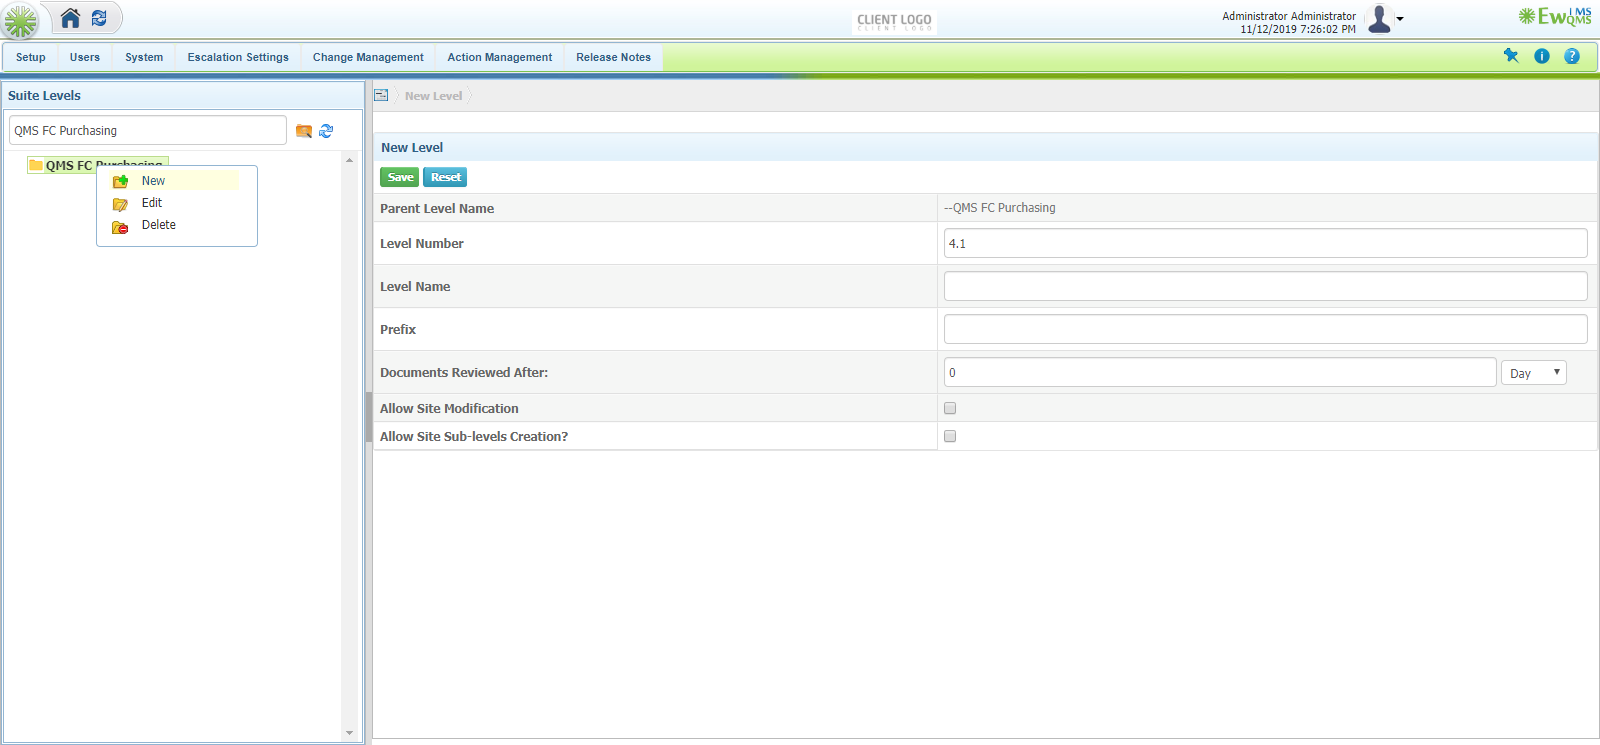 CLIENT LOGO
CLIENT LOGO
Administrator Administrator
11/12/2019 7:26:02 PM
EwQMS
IMS
Setup Users System Escalation Settings Change Management Action Management Release Notes
Suite Levels
New Level
QMS FC Purchasing
QMS FC Purchasing
New
Edit
Delete
New Level
Save Reset
Parent Level Name --QMS FC Purchasing
Level Number 4.1
Level Name
Prefix
Documents Reviewed After: 0 Day
Allow Site Modification
Allow Site Sub-levels Creation?